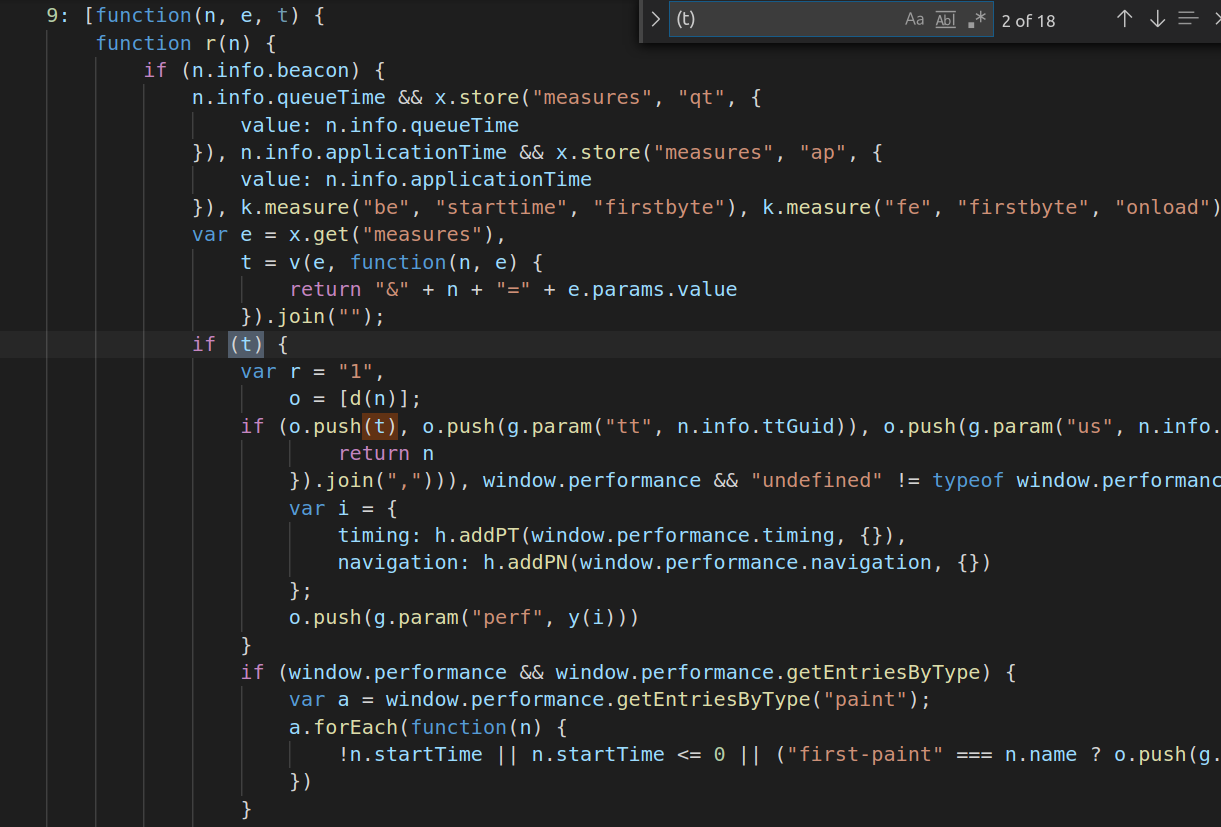 (t)
Aa Abl .* 2 of 18
9: [function(n, e, t) {
function r(n) {
if (n.info.beacon) {
n.info.queueTime && x.store("measures", "qt", {
value: n.info.queueTime
}), n.info.applicationTime && x.store("measures", "ap", {
value: n.info.applicationTime
}), k.measure("be", "starttime", "firstbyte"), k.measure("fe", "firstbyte", "onload")
var e = x.get("measures"),
t = v(e, function(n, e) {
return "&" + n + "=" + e.params.value
}).join("");
if (t) {
var r = "1",
o = [d(n)];
if (o.push(t), o.push(g.param("tt", n.info.ttGuid)), o.push(g.param("us", n.info.
return n
}).join(","))), window.performance && "undefined" != typeof window.performanc
var i = {
timing: h.addPT(window.performance.timing, {}),
navigation: h.addPN(window.performance.navigation, {})
};
o.push(g.param("perf", y(i)))
}
if (window.performance && window.performance.getEntriesByType) {
var a = window.performance.getEntriesByType("paint");
a.forEach(function(n) {
!n.startTime || n.startTime <= 0 || ("first-paint" === n.name ? o.push(g.
})
}